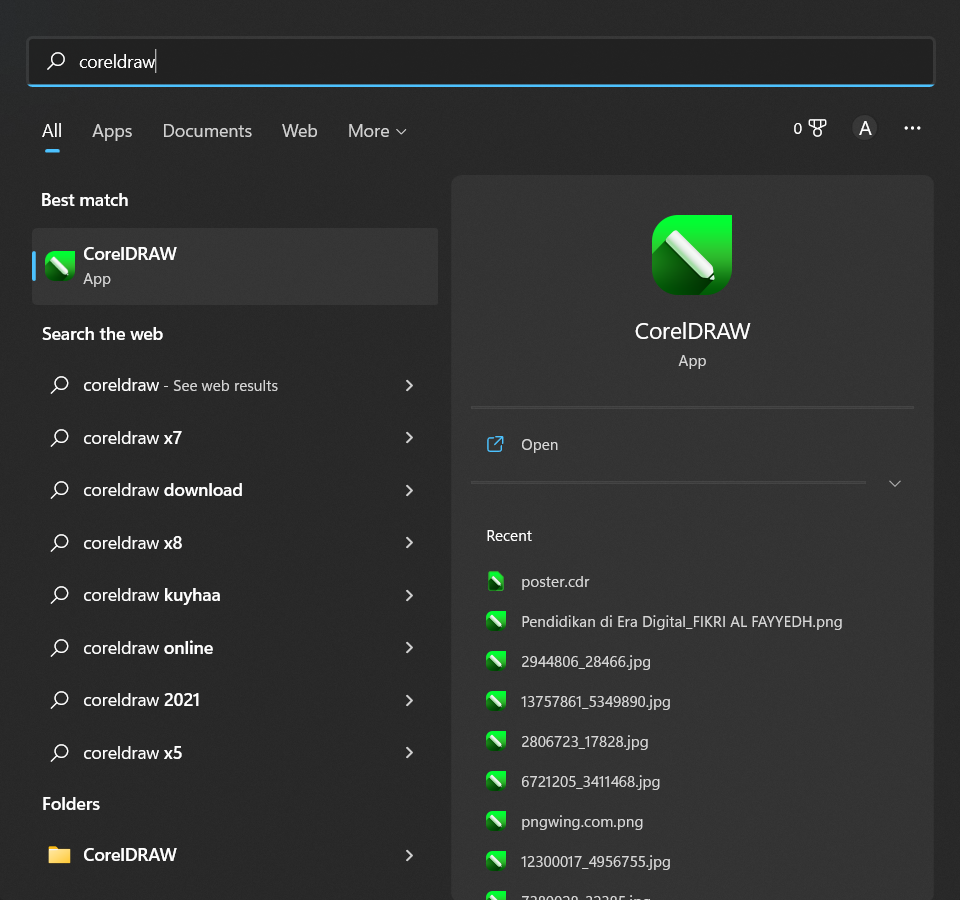 coreldraw
All Apps Documents Web More 0 A
Best match
CorelDRAW
App
Search the web
coreldraw - See web results
coreldraw x7
coreldraw download
coreldraw x8
coreldraw kuyhaa
coreldraw online
coreldraw 2021
coreldraw x5
Folders
CorelDRAW
CorelDRAW
App
Open
Recent
poster.cdr
Pendidikan di Era Digital_FIKRI AL FAYYEDH.png
2944806_28466.jpg
13757861_5349890.jpg
2806723_17828.jpg
6721205_3411468.jpg
pngwing.com.png
12300017_4956755.jpg